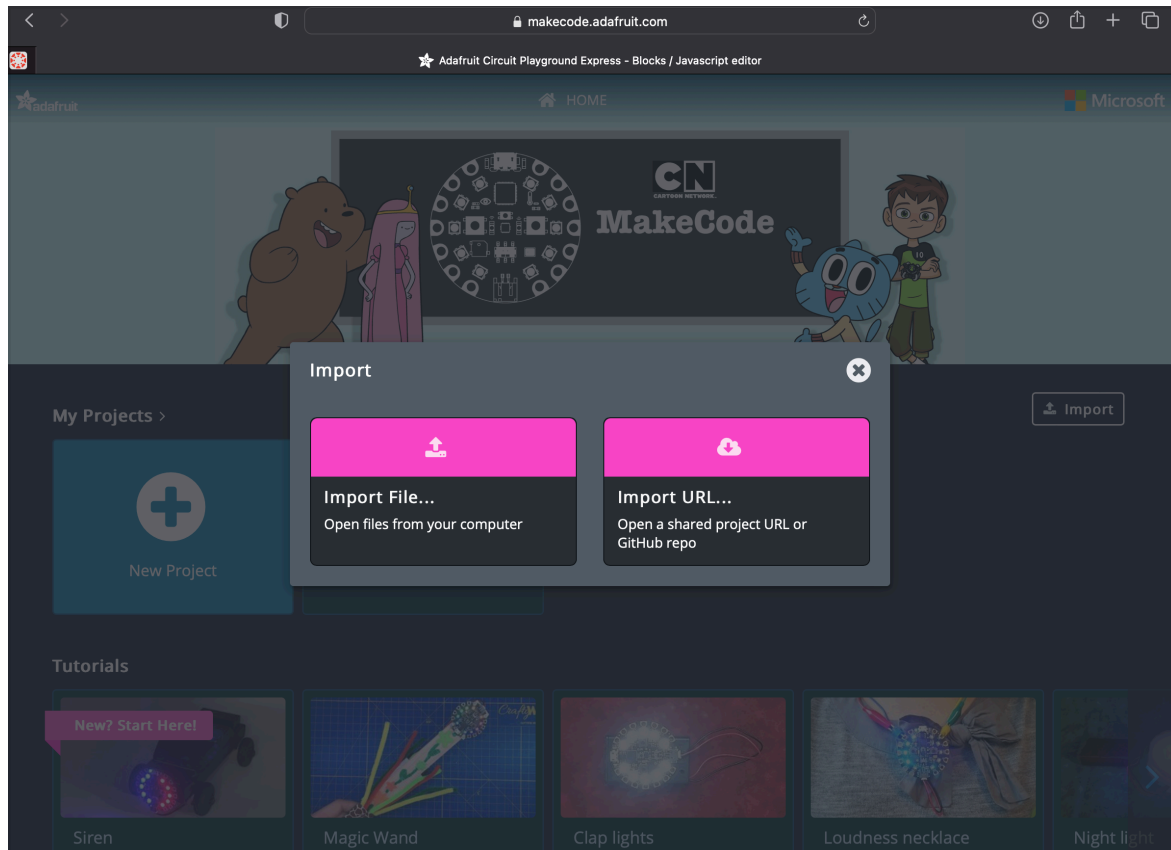 makecode.adafruit.com
Adafruit Circuit Playground Express - Blocks / Javascript editor
adafruit
HOME
Microsoft
CN
CARTOON NETWORK
MakeCode
10
Import
My Projects
Import
Import File...
Open files from your computer
Import URL...
Open a shared project URL or
GitHub repo
New Project
Tutorials
New? Start Here!
Siren
Magic Wand
Clap lights
Loudness necklace
Night light